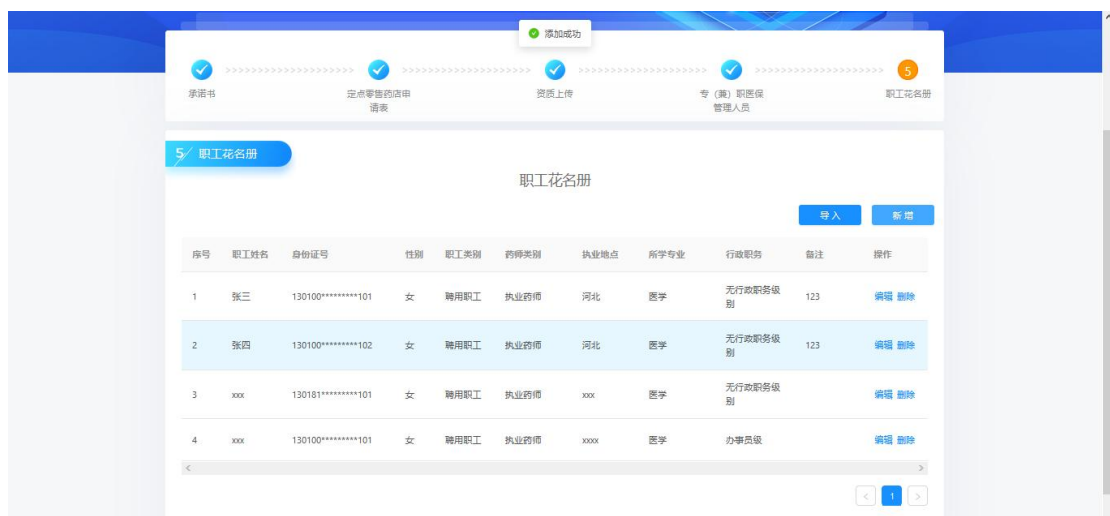 添加成功
5
承诺书 定点零售药店申 资质上传 专（兼）职医保 职工花名册
请表 管理人员
5 职工花名册
职工花名册
导入 新增
序号 职工姓名 身份证号 性别 职工类别 药师类别 执业地点 所学专业 行政职务 备注 操作
1 张三 130100*********101 女 聘用职工 执业药师 河北 医学 无行政职务级 123 编辑 删除
别
2 张四 130100*********102 女 聘用职工 执业药师 河北 医学 无行政职务级 123 编辑 删除
别
3 xxx 130181*********101 女 聘用职工 执业药师 xxx 医学 无行政职务级 编辑 删除
别
4 xxx 130100*********101 女 聘用职工 执业药师 xxxx 医学 办事员级 编辑 删除
< 1 >